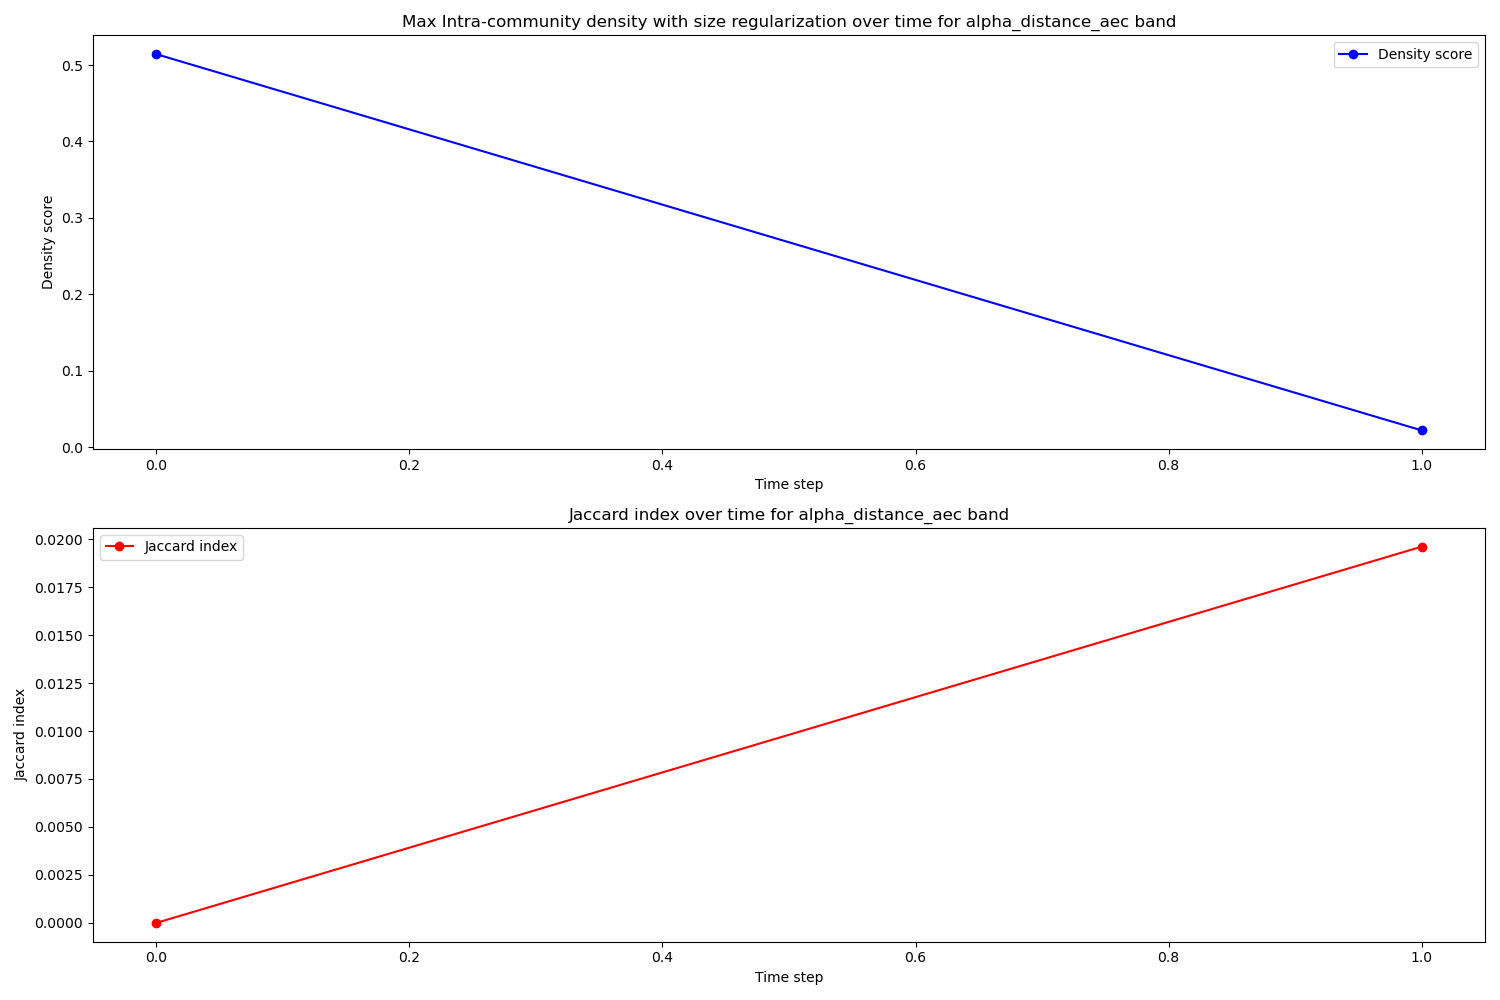 Max Intra-community density with size regularization over time for alpha_distance_aec band
Density score
0.5
0.4
0.3
0.2
0.1
0.0
Density score
0.0 0.2 0.4 0.6 0.8 1.0
Time step
Jaccard index over time for alpha_distance_aec band
Jaccard index
0.0200
0.0175
0.0150
0.0125
0.0100
0.0075
0.0050
0.0025
0.0000
Jaccard index
0.0 0.2 0.4 0.6 0.8 1.0
Time step